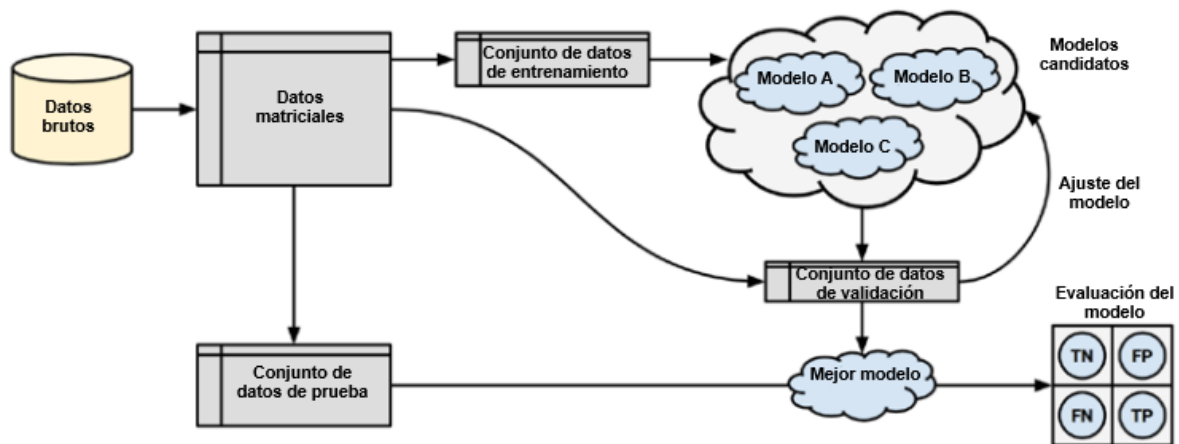 Datos
brutos
Datos
matriciales
Conjunto de datos
de entrenamiento
Modelo A
Modelo B
Modelo C
Modelos
candidatos
Ajuste del
modelo
Conjunto de datos
de validación
Conjunto de
datos de prueba
Mejor modelo
Evaluación del
modelo
TN
FP
FN
TP